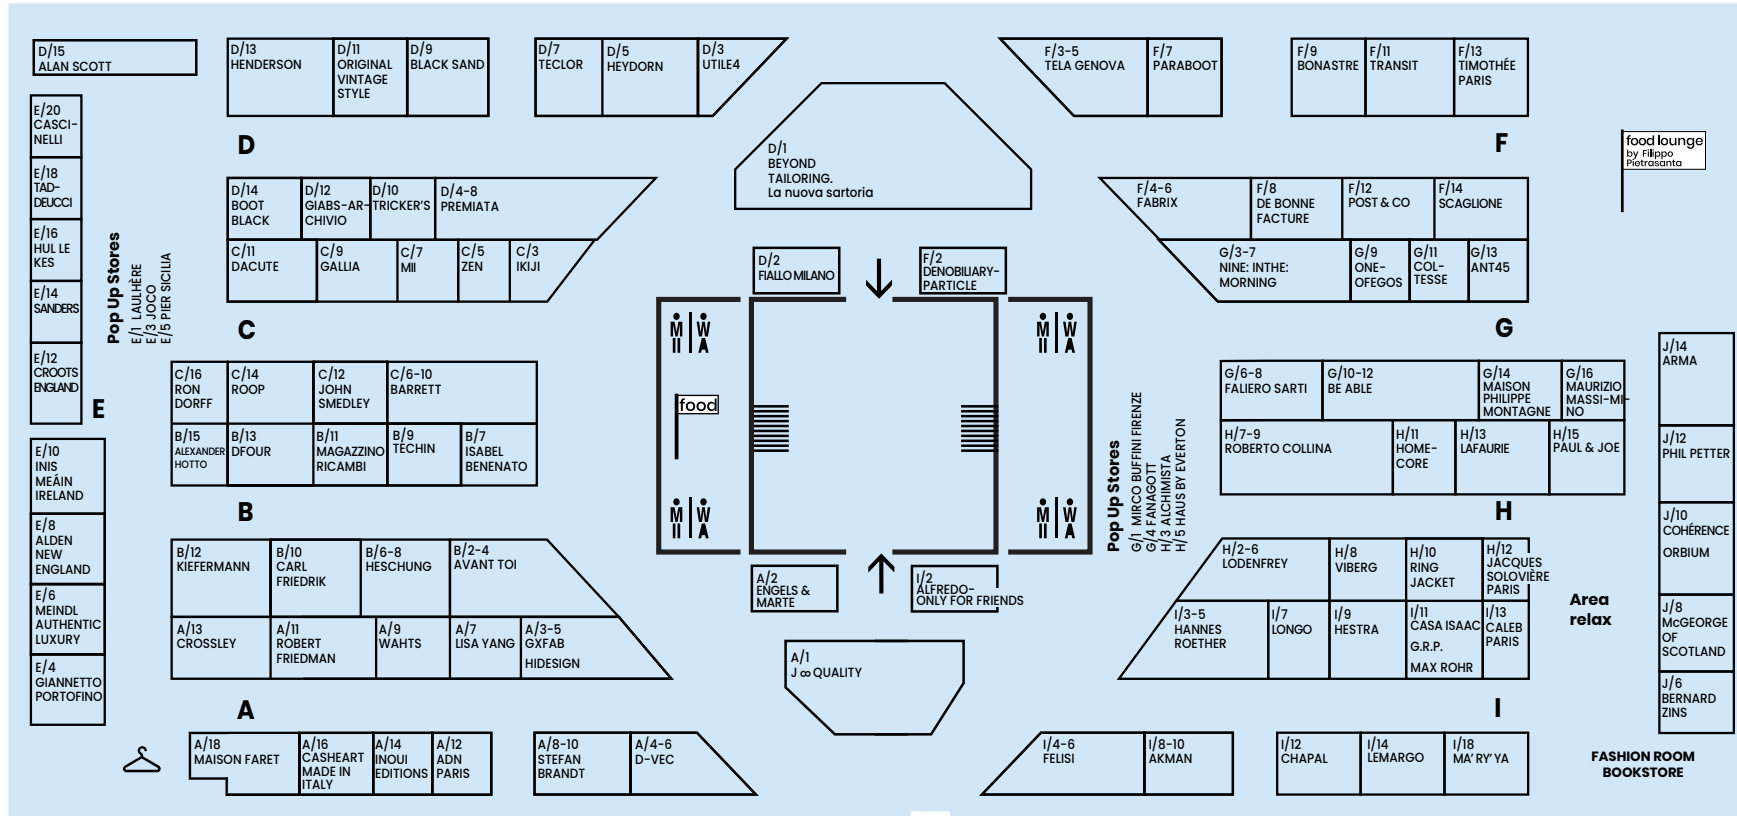 D/15
ALAN SCOTT
D/13
HENDERSON
D/11
ORIGINAL
VINTAGE
STYLE
D/9
BLACK SAND
D/7
TECLOR
D/5
HEYDORN
D/3
UTILE4
F/3-5
TELA GENOVA
F/7
PARABOOT
F/9
BONASTRE
F/11
TRANSIT
F/13
TIMOTHÉE
PARIS
E/20
CASCI-
NELLI
E/18
TAD-
DEUCCI
E/16
HUL LE
KES
E/14
SANDERS
E/12
CROOTS
ENGLAND
E
E/10
INIS
MEÁIN
IRELAND
E/8
ALDEN
NEW
ENGLAND
E/6
MEINDL
AUTHENTIC
LUXURY
E/4
GIANNETTO
PORTOFINO
Pop Up Stores
E/1 LAULHÈRE
E/3 JOCO
E/5 PIER SICILIA
D
D/14
BOOT
BLACK
D/12
GIABS-AR-
CHIVIO
D/10
TRICKER'S
D/4-8
PREMIATA
C/11
DACUTE
C/9
GALLIA
C/7
MII
C/5
ZEN
C/3
IKIJI
C
C/16
RON
DORFF
C/14
ROOP
C/12
JOHN
SMEDLEY
C/6-10
BARRETT
B/15
ALEXANDER
HOTTO
B/13
DFOUR
B/11
MAGAZZINO
RICAMBI
B/9
TECHIN
B/7
ISABEL
BENENATO
B
B/12
KIEFERMANN
B/10
CARL
FRIEDRIK
B/6-8
HESCHUNG
B/2-4
AVANT TOI
A/13
CROSSLEY
A/11
ROBERT
FRIEDMAN
A/9
WAHTS
A/7
LISA YANG
A/3-5
GXFAB
HIDESIGN
A
A/18
MAISON FARET
A/16
CASHEART
MADE IN
ITALY
A/14
INOUI
EDITIONS
A/12
ADN
PARIS
A/8-10
STEFAN
BRANDT
A/4-6
D-VEC
D/1
BEYOND
TAILORING.
La nuova sartoria
D/2
FIALLO MILANO
F/2
DENOBILIARY-
PARTICLE
M W
M W
food
M W
M W
A/2
ENGELS &
MARTE
I/2
ALFREDO-
ONLY FOR FRIENDS
A/1
J∞QUALITY
Pop Up Stores
G/1 MIRCO BUFFINI FIRENZE
G/4 FANAGOTT
H/3 ALCHIMISTA
H/5 HAUS BY EVERTON
F
food lounge
by Filippo
Pietrasanta
F/4-6
FABRIX
F/8
DE BONNE
FACTURE
F/12
POST & CO
F/14
SCAGLIONE
G/3-7
NINE: INTHE:
MORNING
G/9
ONE-
OFEGOS
G/11
COL-
TESSE
G/13
ANT45
G
G/6-8
FALIERO SARTI
G/10-12
BE ABLE
G/14
MAISON
PHILIPPE
MONTAGNE
G/16
MAURIZIO
MASSI-MI-
NO
H/7-9
ROBERTO COLLINA
H/11
HOME-
CORE
H/13
LAFAURIE
H/15
PAUL & JOE
H
H/2-6
LODENFREY
H/8
VIBERG
H/10
RING
JACKET
H/12
JACQUES
SOLOVIÈRE
PARIS
I/3-5
HANNES
ROETHER
I/7
LONGO
I/9
HESTRA
I/11
CASA ISAAC
G.R.P.
MAX ROHR
I/13
CALEB
PARIS
Area
relax
I
I/4-6
FELISI
I/8-10
AKMAN
I/12
CHAPAL
I/14
LEMARGO
I/18
MA'RY'YA
J/14
ARMA
J/12
PHIL PETTER
J/10
COHÉRENCE
ORBIUM
J/8
McGEORGE
OF
SCOTLAND
J/6
BERNARD
ZINS
FASHION ROOM
BOOKSTORE